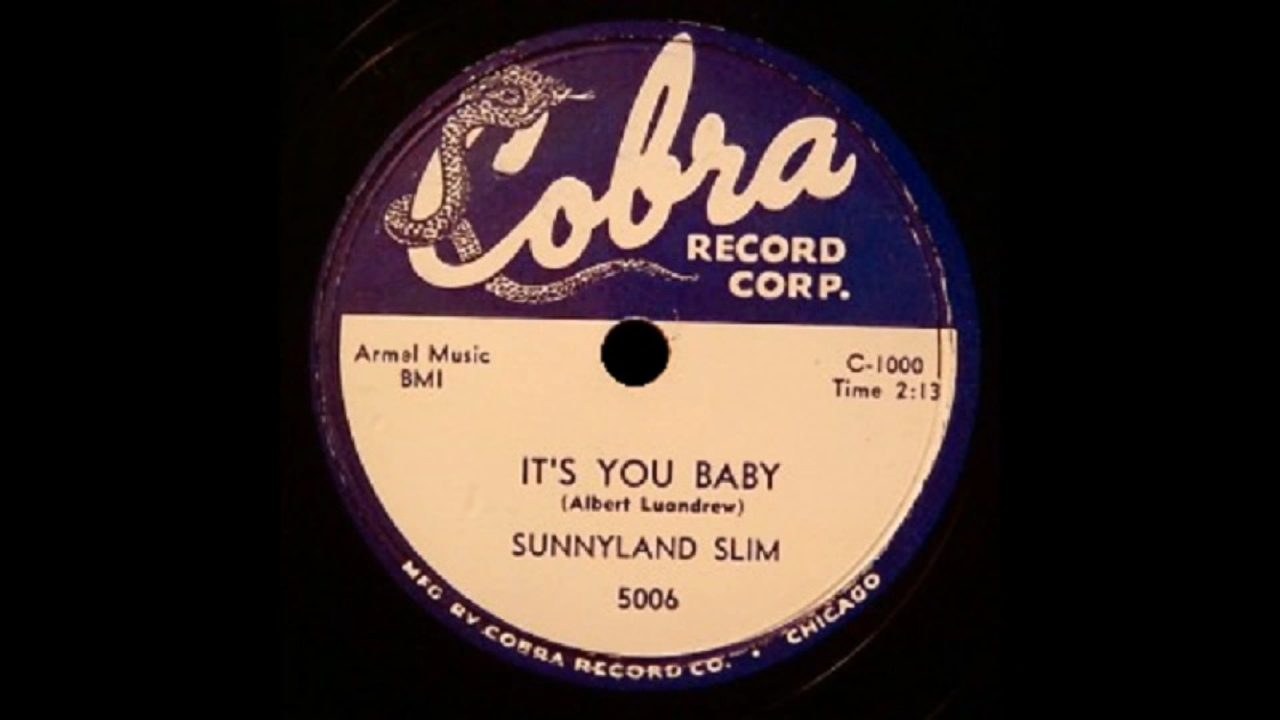 Cobra
RECORD
CORP.
Armel Music
BMI
C-1000
Time 2:13
IT'S YOU BABY
(Albert Luandrew)
SUNNYLAND SLIM
5006
MFG BY COBRA RECORD CO. • CHICAGO